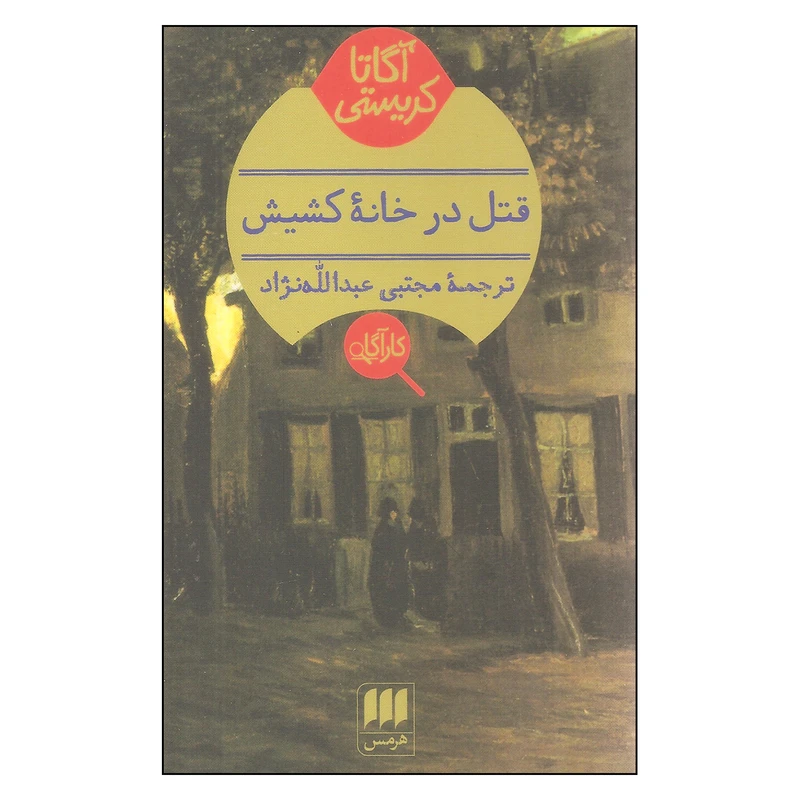 آگاتا
کریستی
قتل در خانهٔ کشیش
ترجمهٔ مجتبی عبدالله‌نژاد
کارآگاه
هرمس